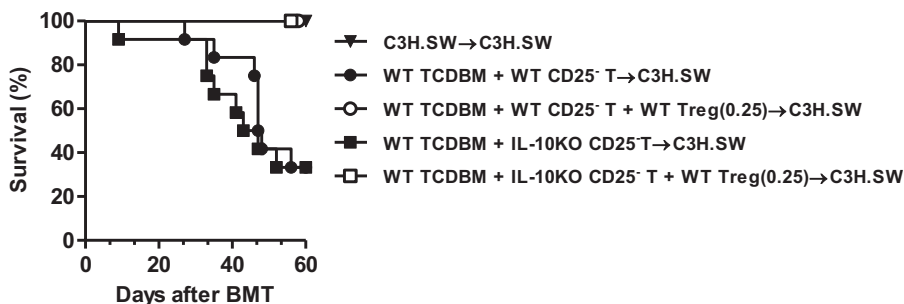 100
80
60
40
20
0
Survival (%)
0 20 40 60
Days after BMT
C3H.SW→C3H.SW
WT TCDBM + WT CD25⁻ T→C3H.SW
WT TCDBM + WT CD25⁻ T + WT Treg(0.25)→C3H.SW
WT TCDBM + IL-10KO CD25⁻T→C3H.SW
WT TCDBM + IL-10KO CD25⁻ T + WT Treg(0.25)→C3H.SW